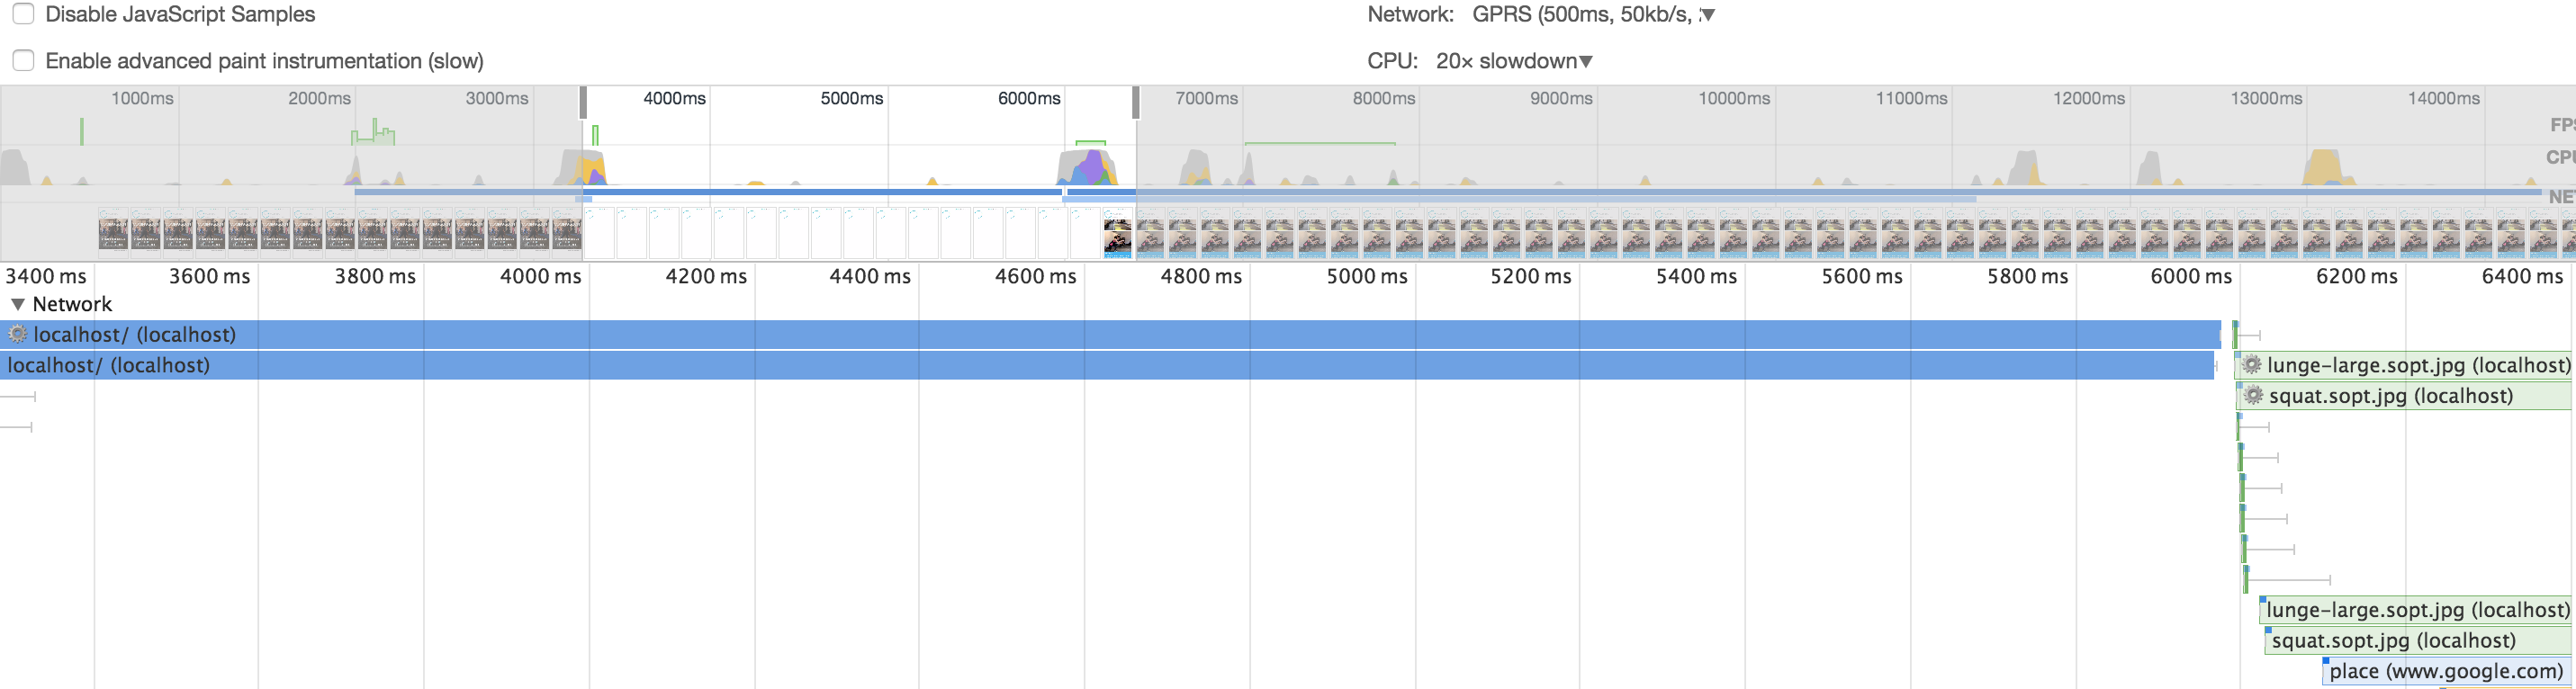 Disable JavaScript Samples
Network: GPRS (500ms, 50kb/s,
Enable advanced paint instrumentation (slow)
CPU: 20× slowdown
1000ms 2000ms 3000ms 4000ms 5000ms 6000ms 7000ms 8000ms 9000ms 10000ms 11000ms 12000ms 13000ms 14000ms
FPS
CPU
NET
3400 ms 3600 ms 3800 ms 4000 ms 4200 ms 4400 ms 4600 ms 4800 ms 5000 ms 5200 ms 5400 ms 5600 ms 5800 ms 6000 ms 6200 ms 6400 ms
Network
localhost/ (localhost)
localhost/ (localhost)
lunge-large.sopt.jpg (localhost)
squat.sopt.jpg (localhost)
lunge-large.sopt.jpg (localhost)
squat.sopt.jpg (localhost)
place (www.google.com)